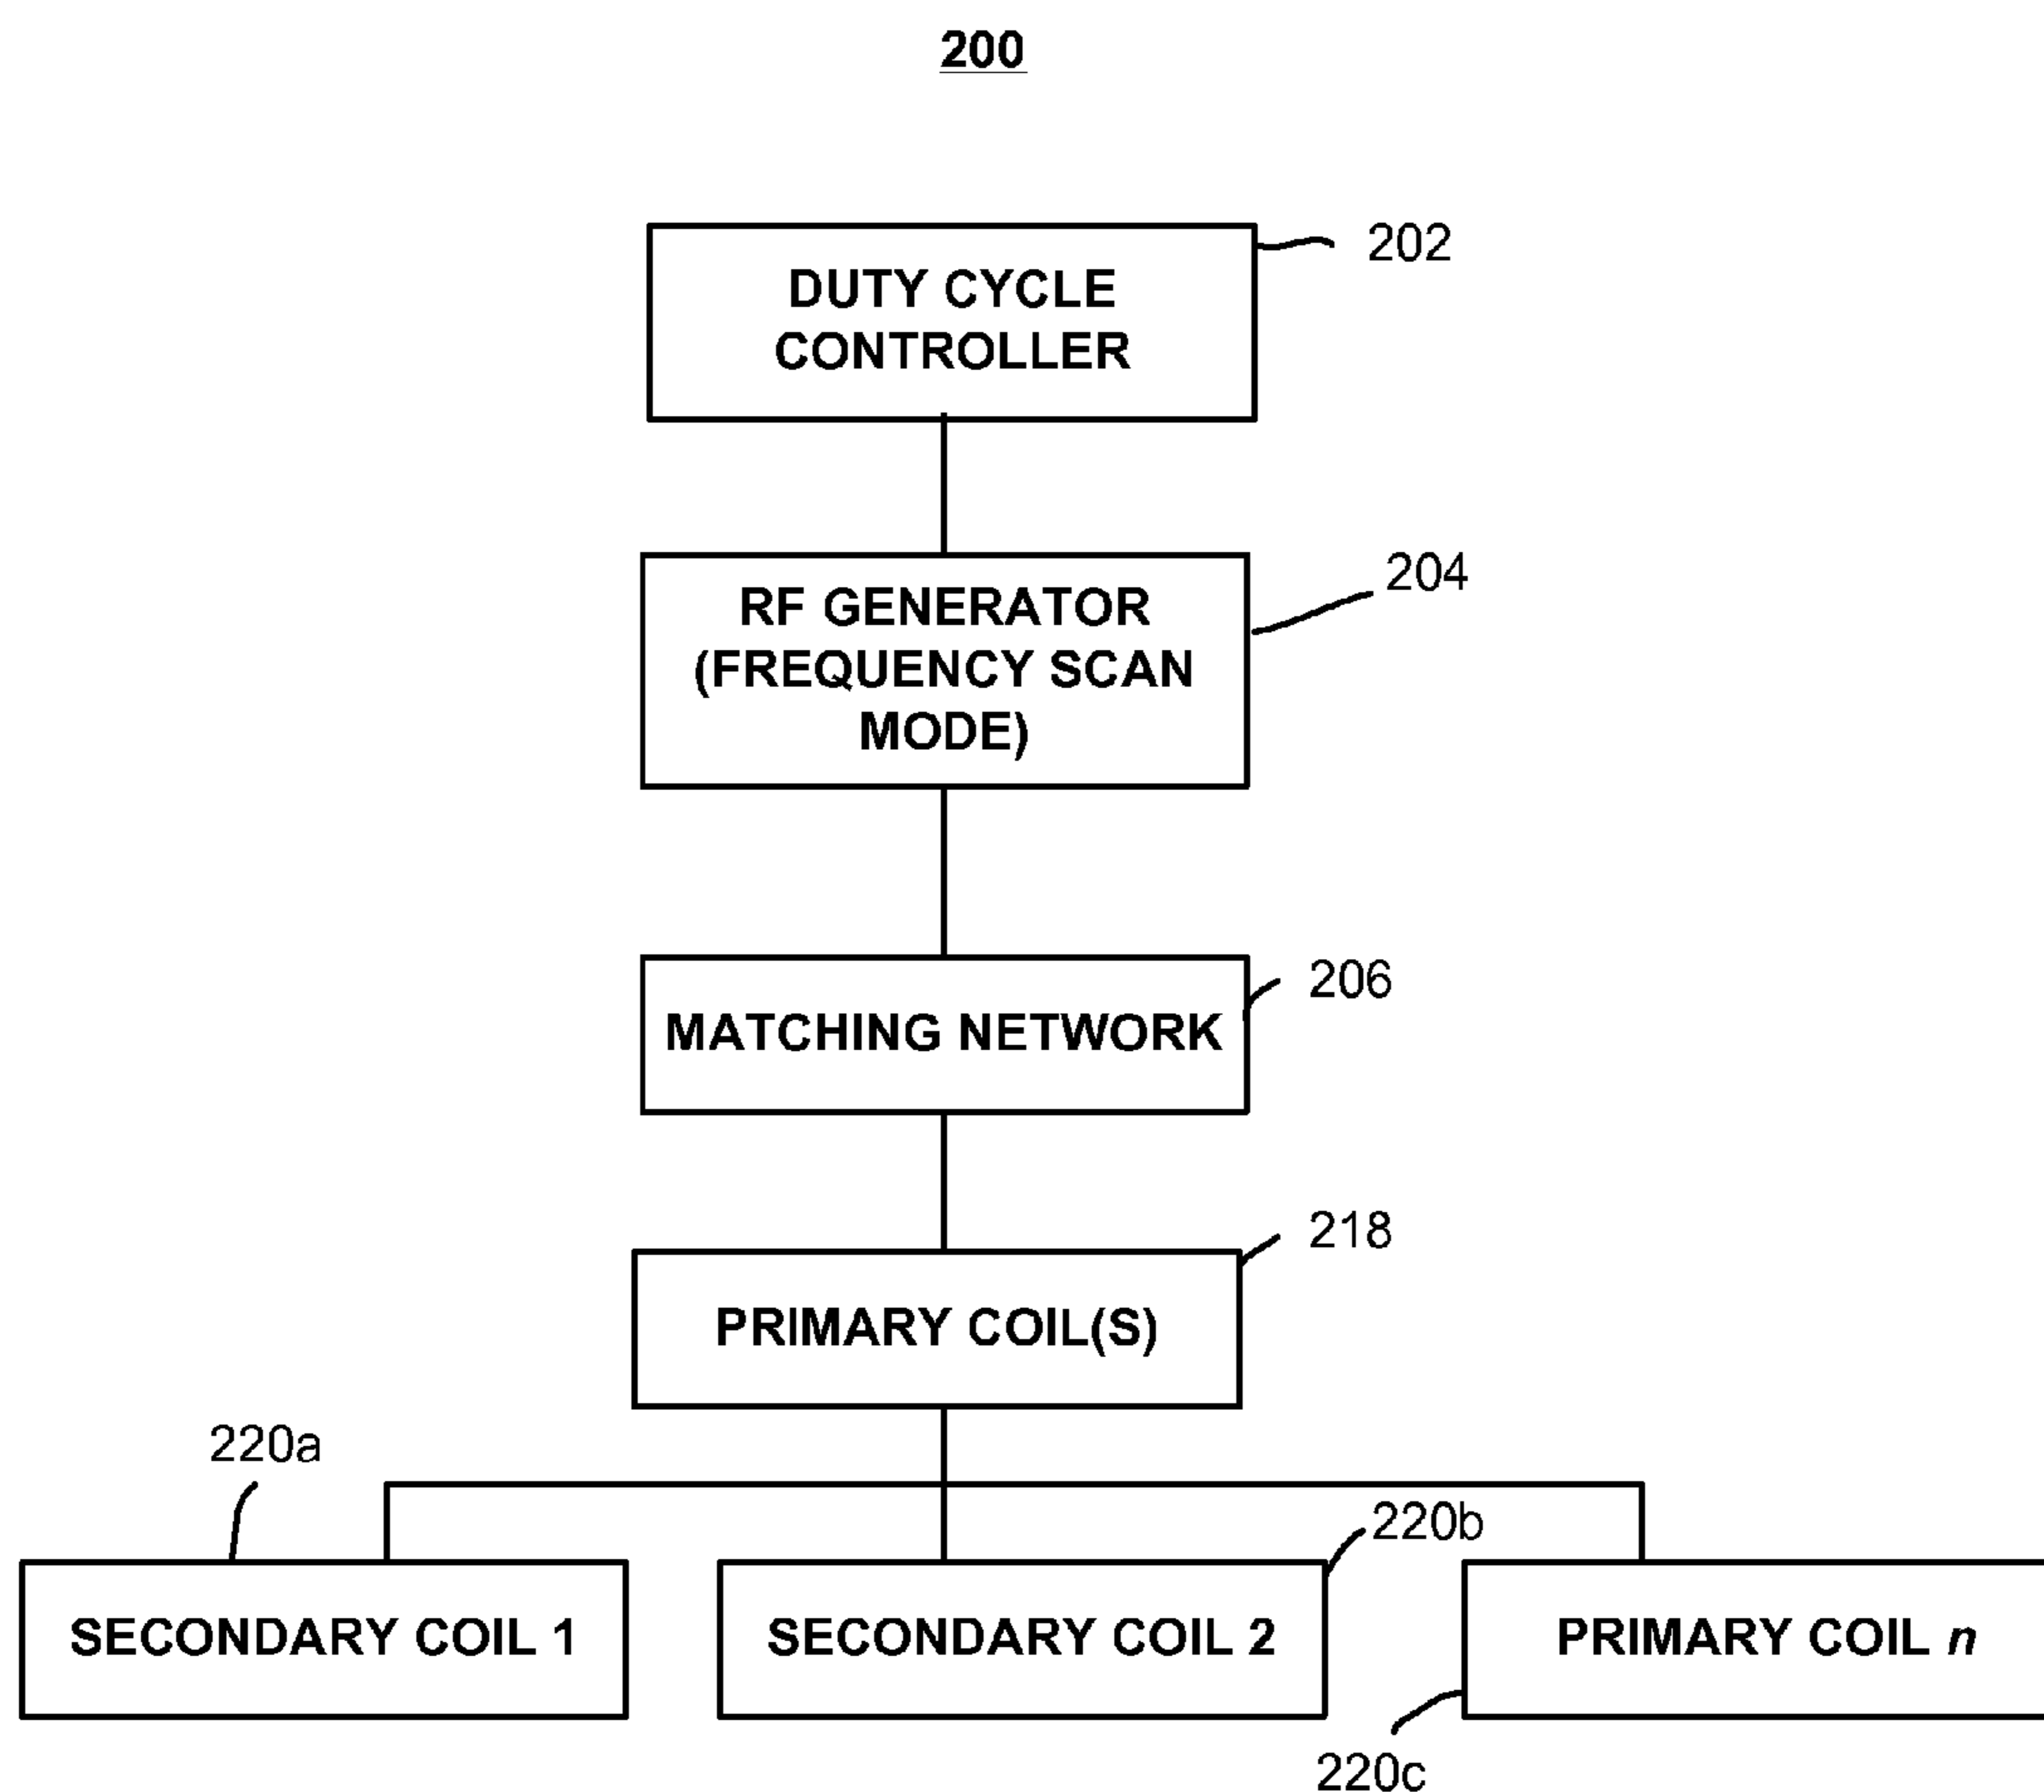 200
202
DUTY CYCLE
CONTROLLER
204
RF GENERATOR
(FREQUENCY SCAN
MODE)
206
MATCHING NETWORK
218
PRIMARY COIL(S)
220a
220b
SECONDARY COIL 1
SECONDARY COIL 2
PRIMARY COIL n
220c